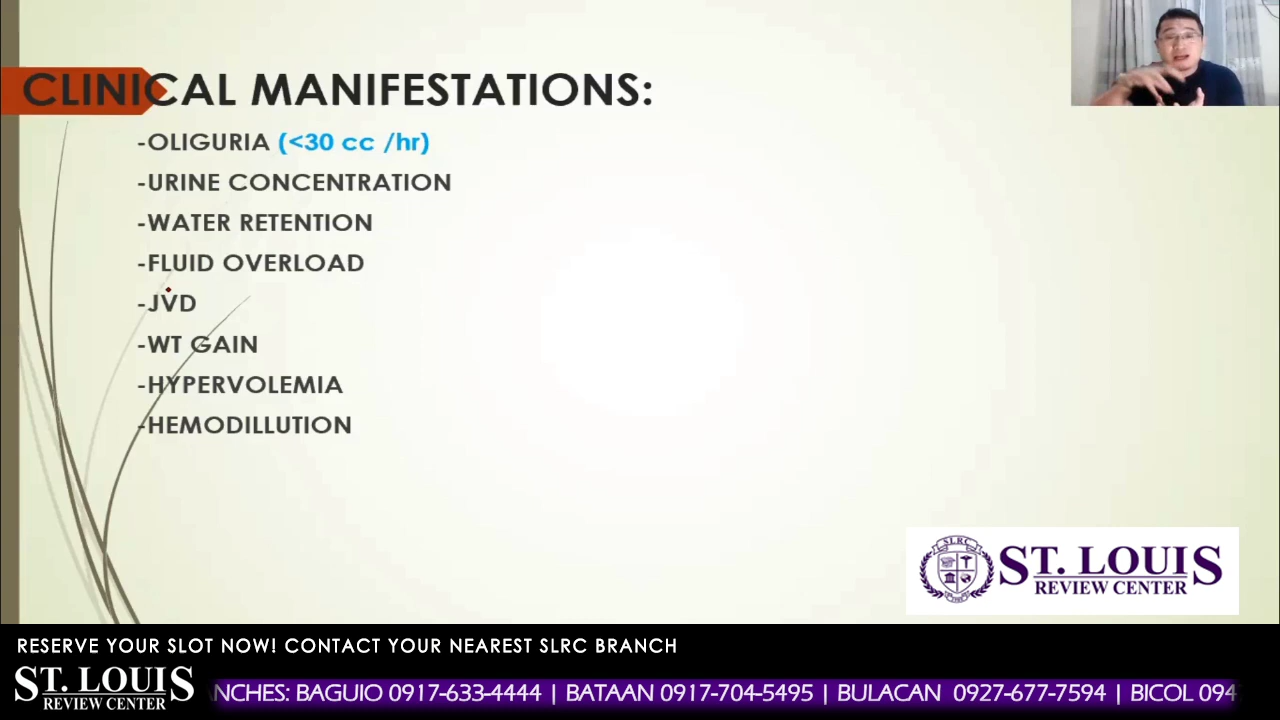 CLINICAL MANIFESTATIONS:
-OLIGURIA (<30 cc /hr)
-URINE CONCENTRATION
-WATER RETENTION
-FLUID OVERLOAD
-JVD
-WT GAIN
-HYPERVOLEMIA
-HEMODILLUTION
SLRC
ST. LOUIS
REVIEW CENTER
RESERVE YOUR SLOT NOW! CONTACT YOUR NEAREST SLRC BRANCH
ST. LOUIS
REVIEW CENTER
NCHES: BAGUIO 0917-633-4444 | BATAAN 0917-704-5495 | BULACAN 0927-677-7594 | BICOL 094